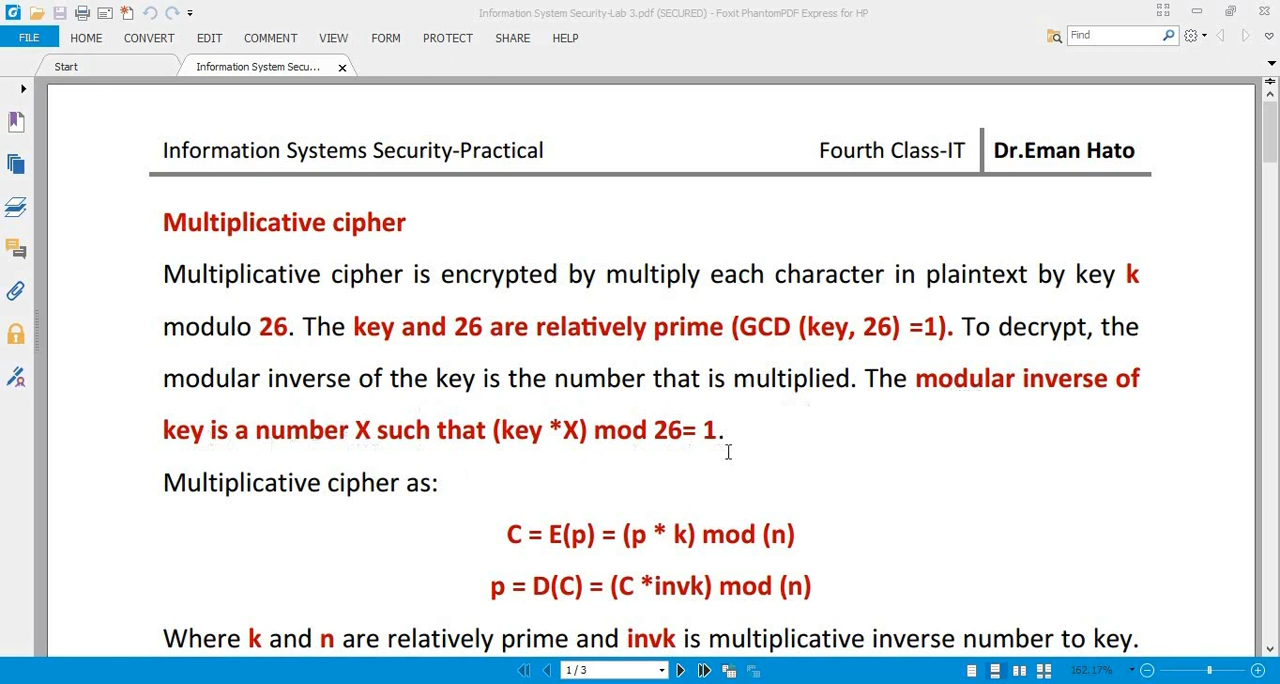 Information System Security-Lab 3.pdf (SECURED) - Foxit PhantomPDF Express for HP
FILE HOME CONVERT EDIT COMMENT VIEW FORM PROTECT SHARE HELP
Find
Start Information System Secu...
Information Systems Security-Practical Fourth Class-IT Dr.Eman Hato
Multiplicative cipher
Multiplicative cipher is encrypted by multiply each character in plaintext by key k
modulo 26. The key and 26 are relatively prime (GCD (key, 26) =1). To decrypt, the
modular inverse of the key is the number that is multiplied. The modular inverse of
key is a number X such that (key *X) mod 26= 1.
Multiplicative cipher as:
C = E(p) = (p * k) mod (n)
p = D(C) = (C *invk) mod (n)
Where k and n are relatively prime and invk is multiplicative inverse number to key.
1 / 3 162.17%